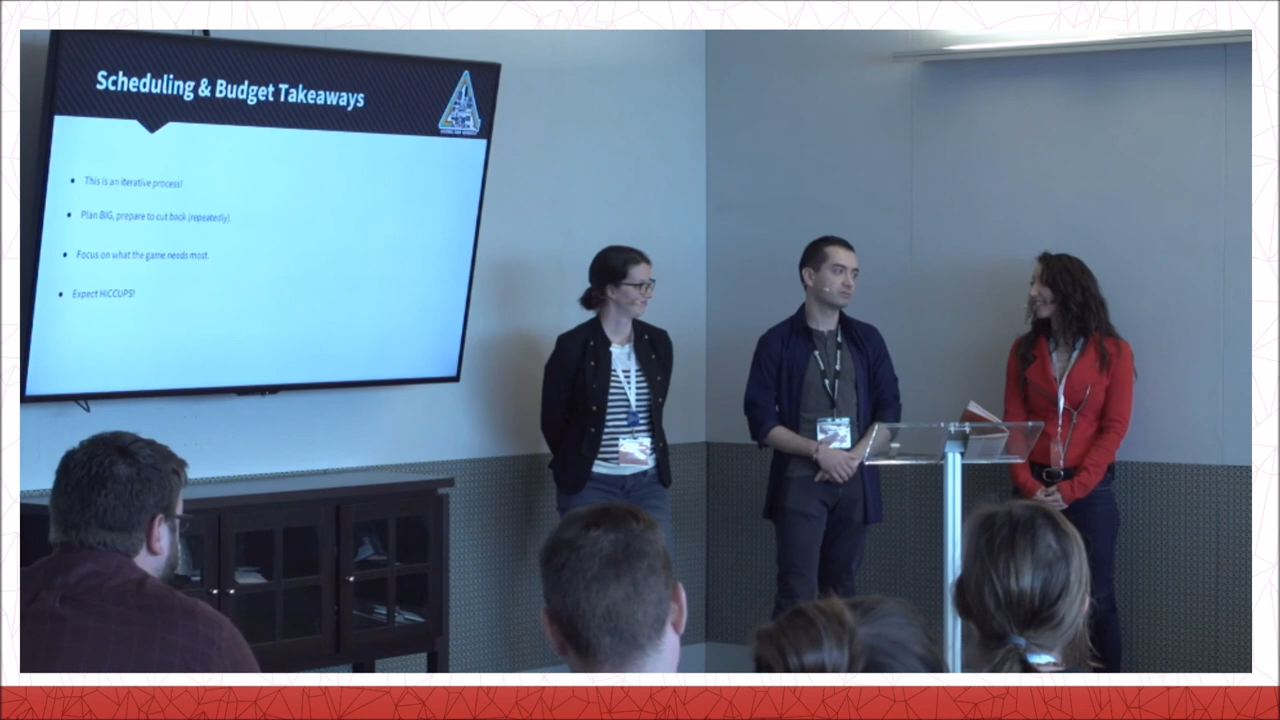 Scheduling & Budget Takeaways
• This is an iterative process!
• Plan BIG, prepare to cut back (repeatedly).
• Focus on what the game needs most.
• Expect HICCUPS!